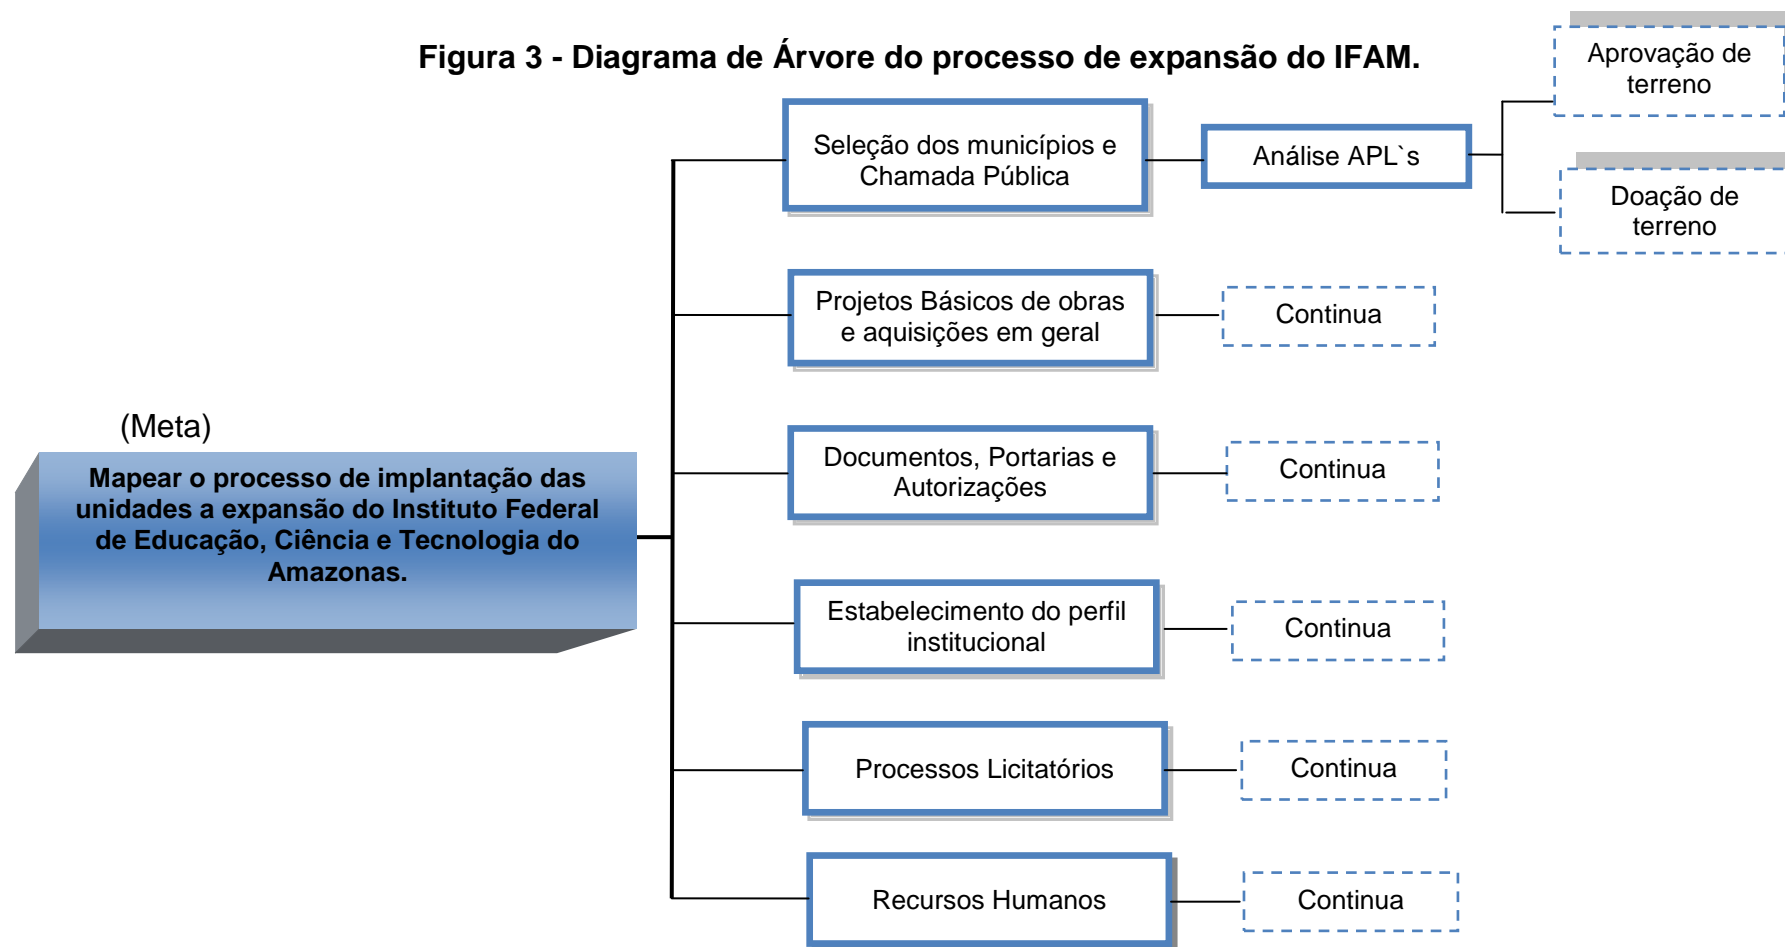 Figura 3 - Diagrama de Árvore do processo de expansão do IFAM.
Aprovação de
terreno
Seleção dos municípios e
Chamada Pública
Análise APL`s
Doação de
terreno
Projetos Básicos de obras
e aquisições em geral
Continua
(Meta)
Mapear o processo de implantação das
unidades a expansão do Instituto Federal
de Educação, Ciência e Tecnologia do
Amazonas.
Documentos, Portarias e
Autorizações
Continua
Estabelecimento do perfil
institucional
Continua
Processos Licitatórios
Continua
Recursos Humanos
Continua